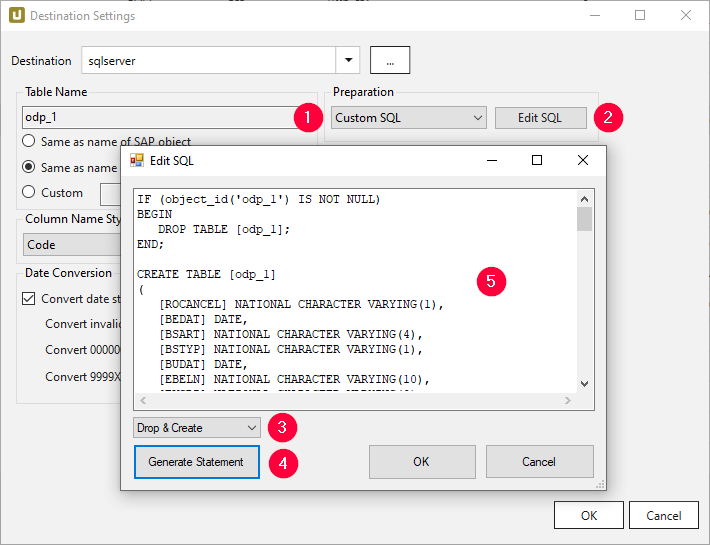 Destination Settings
Destination
sqlserver
...
Table Name
odp_1
1
Same as name of SAP object
Same as name
Custom
Column Name Sty
Code
Date Conversion
Convert date st
Convert invalid
Convert 00000
Convert 9999X
Preparation
Custom SQL
Edit SQL
2
Edit SQL
IF (object_id('odp_1') IS NOT NULL)
BEGIN
DROP TABLE [odp_1];
END;
CREATE TABLE [odp_1]
(
[ROCANCEL] NATIONAL CHARACTER VARYING(1),
[BEDAT] DATE,
[BSART] NATIONAL CHARACTER VARYING(4),
[BSTYP] NATIONAL CHARACTER VARYING(1),
[BUDAT] DATE,
[EBELN] NATIONAL CHARACTER VARYING(10),
5
Drop & Create
3
Generate Statement
4
OK
Cancel
OK
Cancel